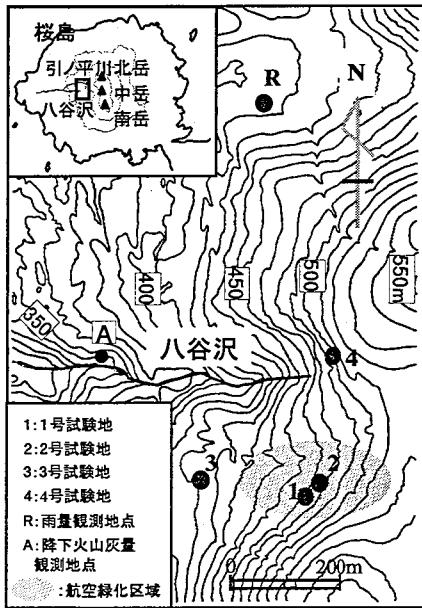 桜島
引ノ平川 北岳
中岳
八谷沢
南岳
R
N
400
450
500
550m
350
A
八谷沢
4
3
2
1
1:1号試験地
2:2号試験地
3:3号試験地
4:4号試験地
R:雨量観測地点
A:降下火山灰量
観測地点
:航空緑化区域
0 200m